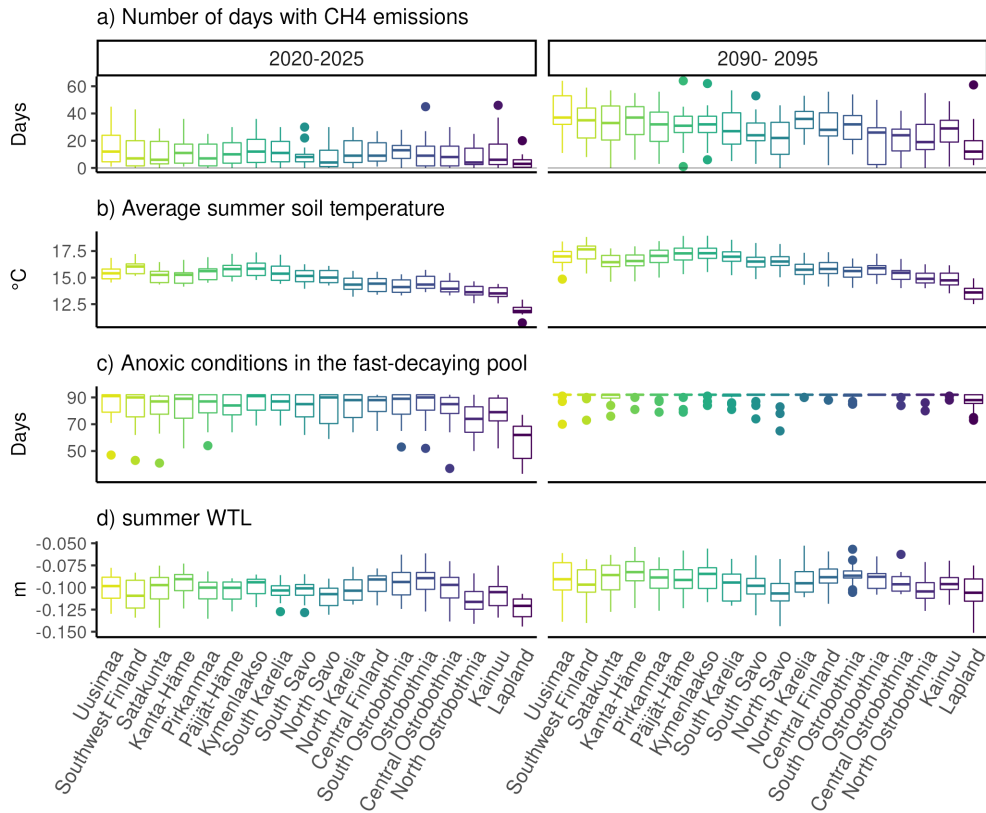 a) Number of days with CH4 emissions
2020-2025
2090- 2095
Days
60
40
20
0
b) Average summer soil temperature
°C
17.5
15.0
12.5
c) Anoxic conditions in the fast-decaying pool
Days
90
70
50
d) summer WTL
m
-0.050
-0.075
-0.100
-0.125
-0.150
Uusimaa
Southwest Finland
Satakunta
Kanta-Häme
Pirkanmaa
Päijät-Häme
Kymenlaakso
South Karelia
South Savo
North Savo
North Karelia
Central Finland
South Ostrobothnia
Ostrobothnia
Central Ostrobothnia
North Ostrobothnia
Kainuu
Lapland
Uusimaa
Southwest Finland
Satakunta
Kanta-Häme
Pirkanmaa
Päijät-Häme
Kymenlaakso
South Karelia
South Savo
North Savo
North Karelia
Central Finland
South Ostrobothnia
Ostrobothnia
Central Ostrobothnia
North Ostrobothnia
Kainuu
Lapland